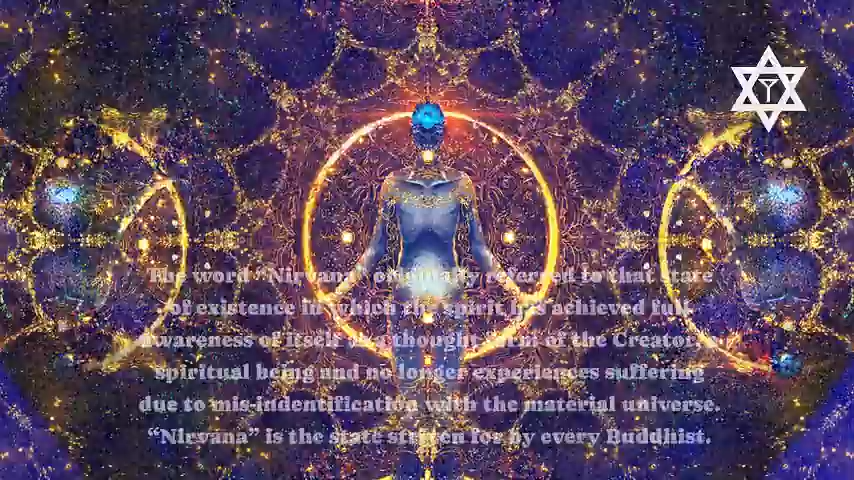 The word “Nirvana” originally referred to that state
of existence in which the spirit has achieved full
awareness of itself as a thought form of the Creator, a
spiritual being and no longer experiences suffering
due to mis-indentification with the material universe.
“Nirvana” is the state striven for by every Buddhist.